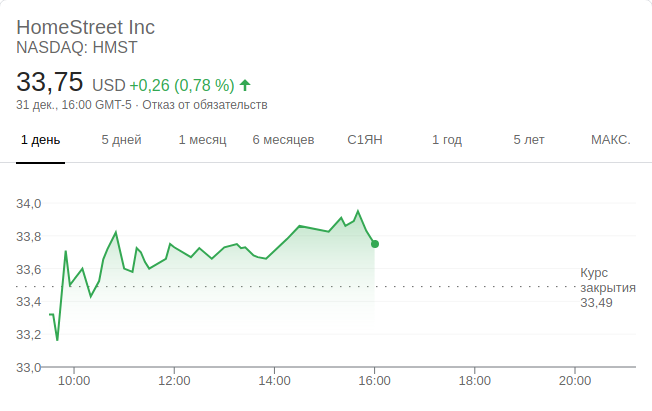 HomeStreet Inc
NASDAQ: HMST
33,75 USD +0,26 (0,78 %)
31 дек., 16:00 GMT-5 · Отказ от обязательств
1 день 5 дней 1 месяц 6 месяцев С1ЯН 1 год 5 лет МАКС.
34,0
33,8
33,6
Курс
закрытия
33,49
33,4
33,2
33,0
10:00 12:00 14:00 16:00 18:00 20:00